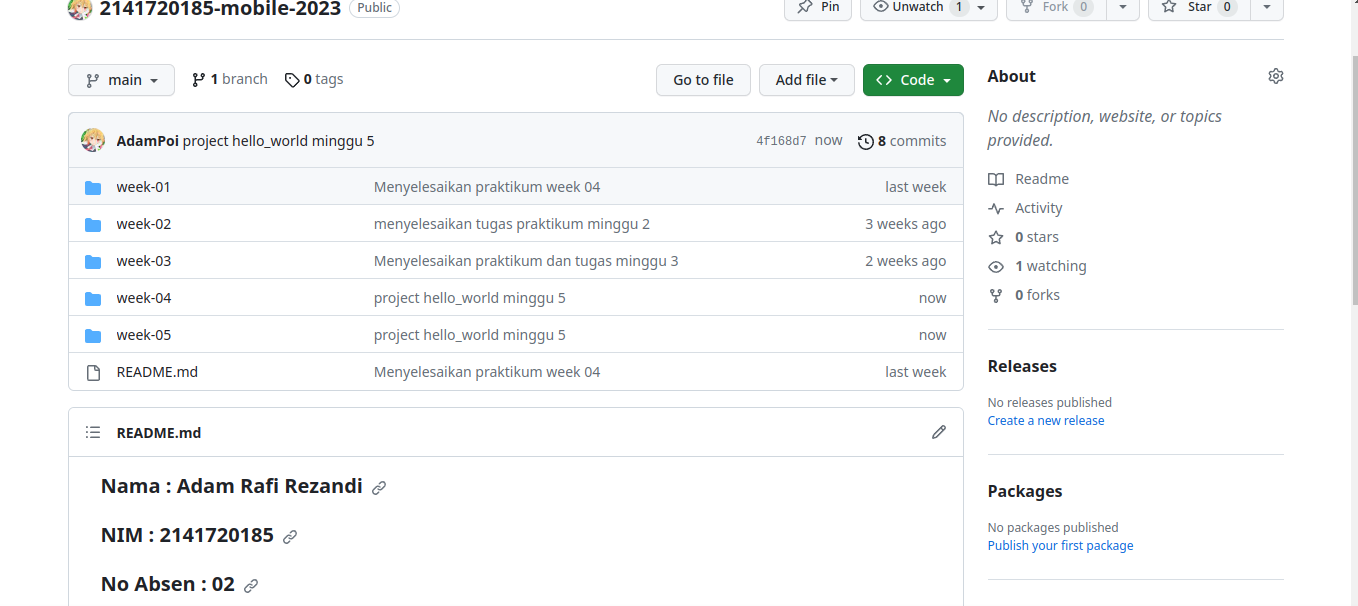 2141720185-mobile-2023 Public Pin Unwatch 1 Fork 0 Star 0
main 1 branch 0 tags Go to file Add file Code
AdamPoi project hello_world minggu 5 4f168d7 now 8 commits
week-01 Menyelesaikan praktikum week 04 last week
week-02 menyelesaikan tugas praktikum minggu 2 3 weeks ago
week-03 Menyelesaikan praktikum dan tugas minggu 3 2 weeks ago
week-04 project hello_world minggu 5 now
week-05 project hello_world minggu 5 now
README.md Menyelesaikan praktikum week 04 last week
README.md
Nama : Adam Rafi Rezandi
NIM : 2141720185
No Absen : 02
About
No description, website, or topics
provided.
Readme
Activity
0 stars
1 watching
0 forks
Releases
No releases published
Create a new release
Packages
No packages published
Publish your first package